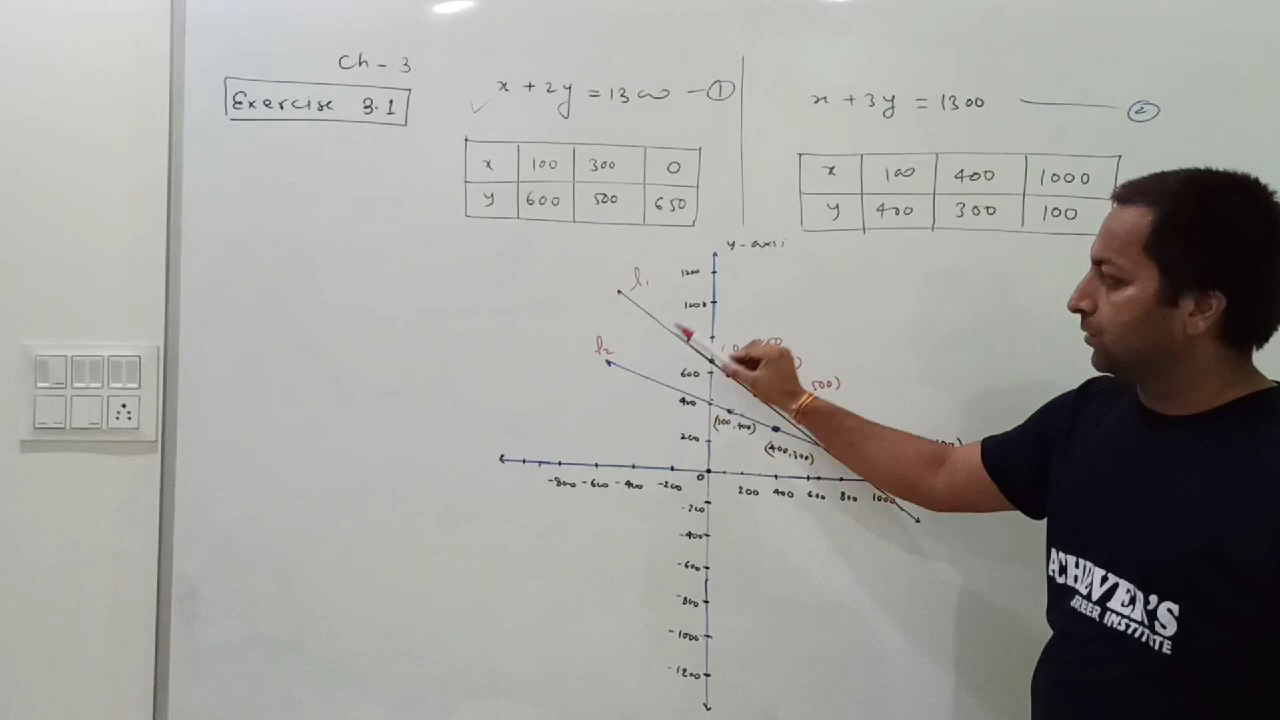 Ch - 3
Exercise 3.1
x + 2y = 1300 - ①
x 100 300 0
y 600 500 650
x + 3y = 1300 ②
x 100 400 1000
y 400 300 100
y-axis
l1
l2
1200
1000
600
400
200
500)
(100,400)
(400,300)
-800 -600 -400 -200 0 200 400 600 800 1000
-200
-400
-600
-800
-1000
-1200
ACHIEVER'S
CAREER INSTITUTE